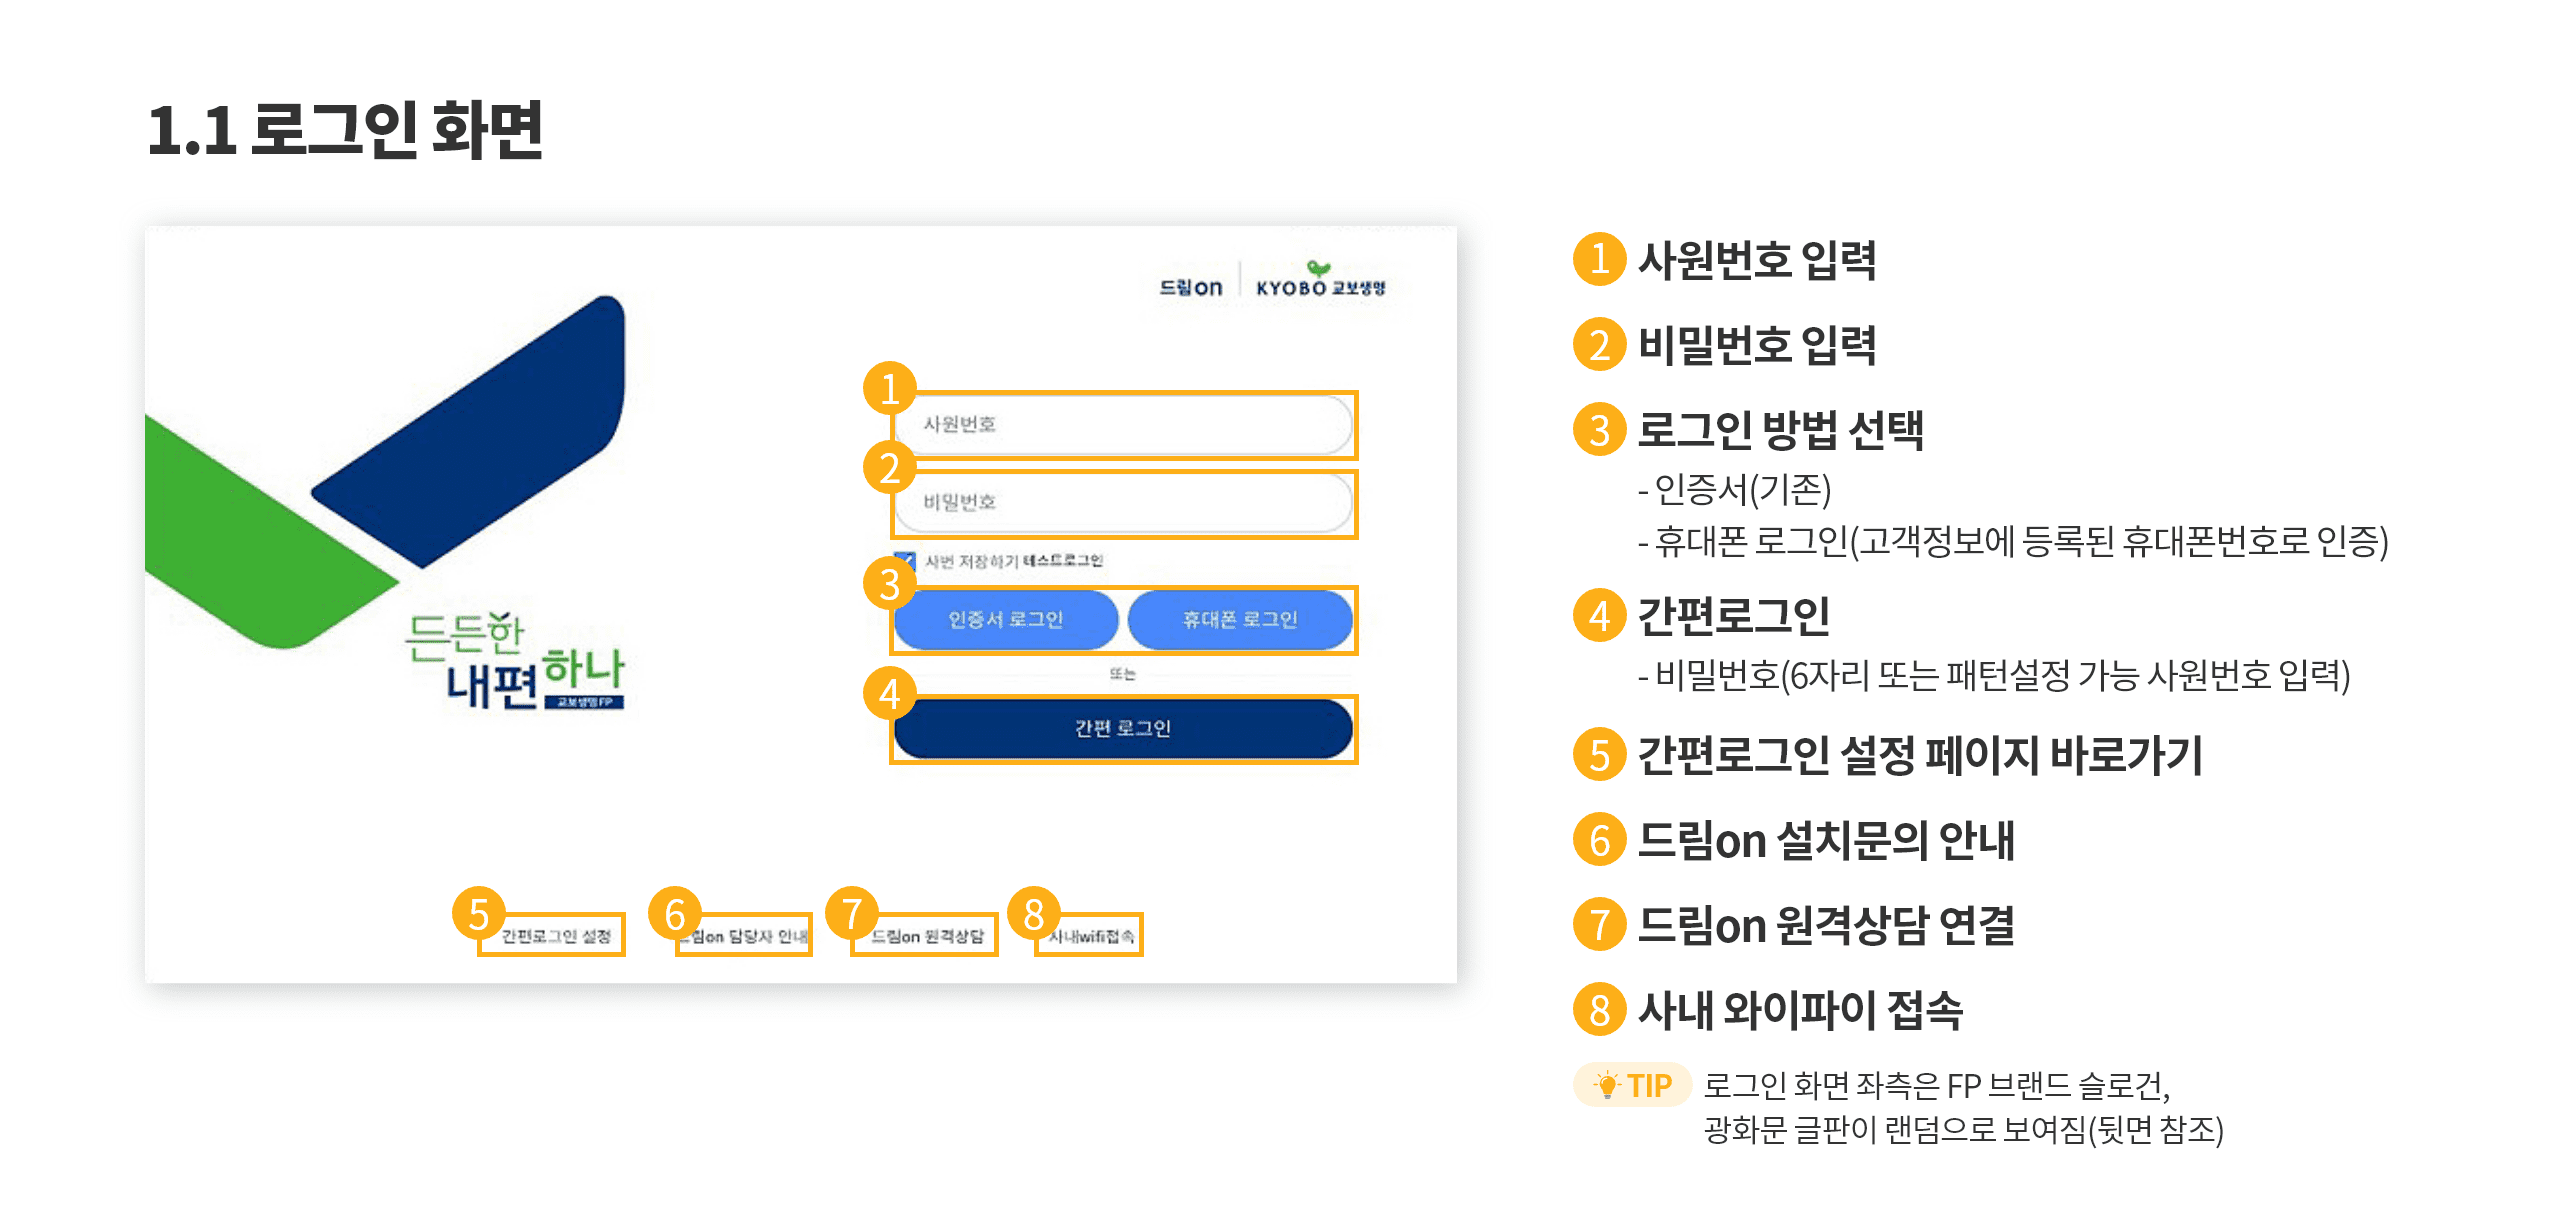 1.1 로그인 화면
드림on
KYOBO 교보생명
든든한
내편 하나
교보생명FP
1
사원번호
2
비밀번호
사번 저장하기 테스트로그인
3
인증서 로그인
휴대폰 로그인
또는
4
간편 로그인
5
간편로그인 설정
6
드림on 담당자 안내
7
드림on 원격상담
8
사내wifi접속
1 사원번호 입력
2 비밀번호 입력
3 로그인 방법 선택
- 인증서(기존)
- 휴대폰 로그인(고객정보에 등록된 휴대폰번호로 인증)
4 간편로그인
- 비밀번호(6자리 또는 패턴설정 가능 사원번호 입력)
5 간편로그인 설정 페이지 바로가기
6 드림on 설치문의 안내
7 드림on 원격상담 연결
8 사내 와이파이 접속
TIP 로그인 화면 좌측은 FP 브랜드 슬로건,
광화문 글판이 랜덤으로 보여짐(뒷면 참조)